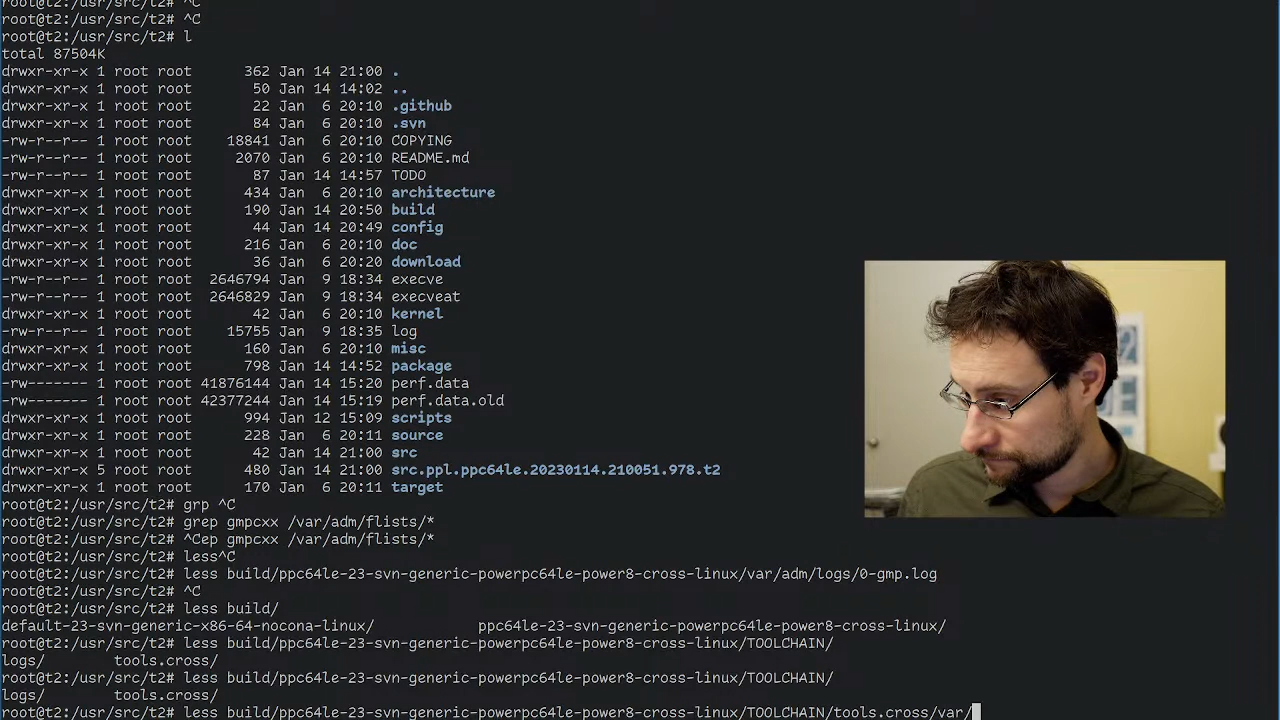 root@t2:/usr/src/t2# ^C
root@t2:/usr/src/t2# ^C
root@t2:/usr/src/t2# l
total 87504K
drwxr-xr-x 1 root root      362 Jan 14 21:00 .
drwxr-xr-x 1 root root       50 Jan 14 14:02 ..
drwxr-xr-x 1 root root       22 Jan  6 20:10 .github
drwxr-xr-x 1 root root       84 Jan  6 20:10 .svn
-rw-r--r-- 1 root root    18841 Jan  6 20:10 COPYING
-rw-r--r-- 1 root root     2070 Jan  6 20:10 README.md
-rw-r--r-- 1 root root       87 Jan 14 14:57 TODO
drwxr-xr-x 1 root root      434 Jan  6 20:10 architecture
drwxr-xr-x 1 root root      190 Jan 14 20:50 build
drwxr-xr-x 1 root root       44 Jan 14 20:49 config
drwxr-xr-x 1 root root      216 Jan  6 20:10 doc
drwxr-xr-x 1 root root       36 Jan  6 20:20 download
-rw-r--r-- 1 root root  2646794 Jan  9 18:34 execve
-rw-r--r-- 1 root root  2646829 Jan  9 18:34 execveat
drwxr-xr-x 1 root root       42 Jan  6 20:10 kernel
-rw-r--r-- 1 root root    15755 Jan  9 18:35 log
drwxr-xr-x 1 root root      160 Jan  6 20:10 misc
drwxr-xr-x 1 root root      798 Jan 14 14:52 package
-rw------- 1 root root 41876144 Jan 14 15:20 perf.data
-rw------- 1 root root 42377244 Jan 14 15:19 perf.data.old
drwxr-xr-x 1 root root      994 Jan 12 15:09 scripts
drwxr-xr-x 1 root root      228 Jan  6 20:11 source
drwxr-xr-x 1 root root       42 Jan 14 21:00 src
drwxr-xr-x 5 root root      480 Jan 14 21:00 src.ppl.ppc64le.20230114.210051.978.t2
drwxr-xr-x 1 root root      170 Jan  6 20:11 target
root@t2:/usr/src/t2# grp ^C
root@t2:/usr/src/t2# grep gmpcxx /var/adm/flists/*
root@t2:/usr/src/t2# ^Cep gmpcxx /var/adm/flists/*
root@t2:/usr/src/t2# less^C
root@t2:/usr/src/t2# less build/ppc64le-23-svn-generic-powerpc64le-power8-cross-linux/var/adm/logs/0-gmp.log
root@t2:/usr/src/t2# ^C
root@t2:/usr/src/t2# less build/
default-23-svn-generic-x86-64-nocona-linux/ ppc64le-23-svn-generic-powerpc64le-power8-cross-linux/
root@t2:/usr/src/t2# less build/ppc64le-23-svn-generic-powerpc64le-power8-cross-linux/TOOLCHAIN/
logs/ tools.cross/
root@t2:/usr/src/t2# less build/ppc64le-23-svn-generic-powerpc64le-power8-cross-linux/TOOLCHAIN/
logs/ tools.cross/
root@t2:/usr/src/t2# less build/ppc64le-23-svn-generic-powerpc64le-power8-cross-linux/TOOLCHAIN/tools.cross/var/